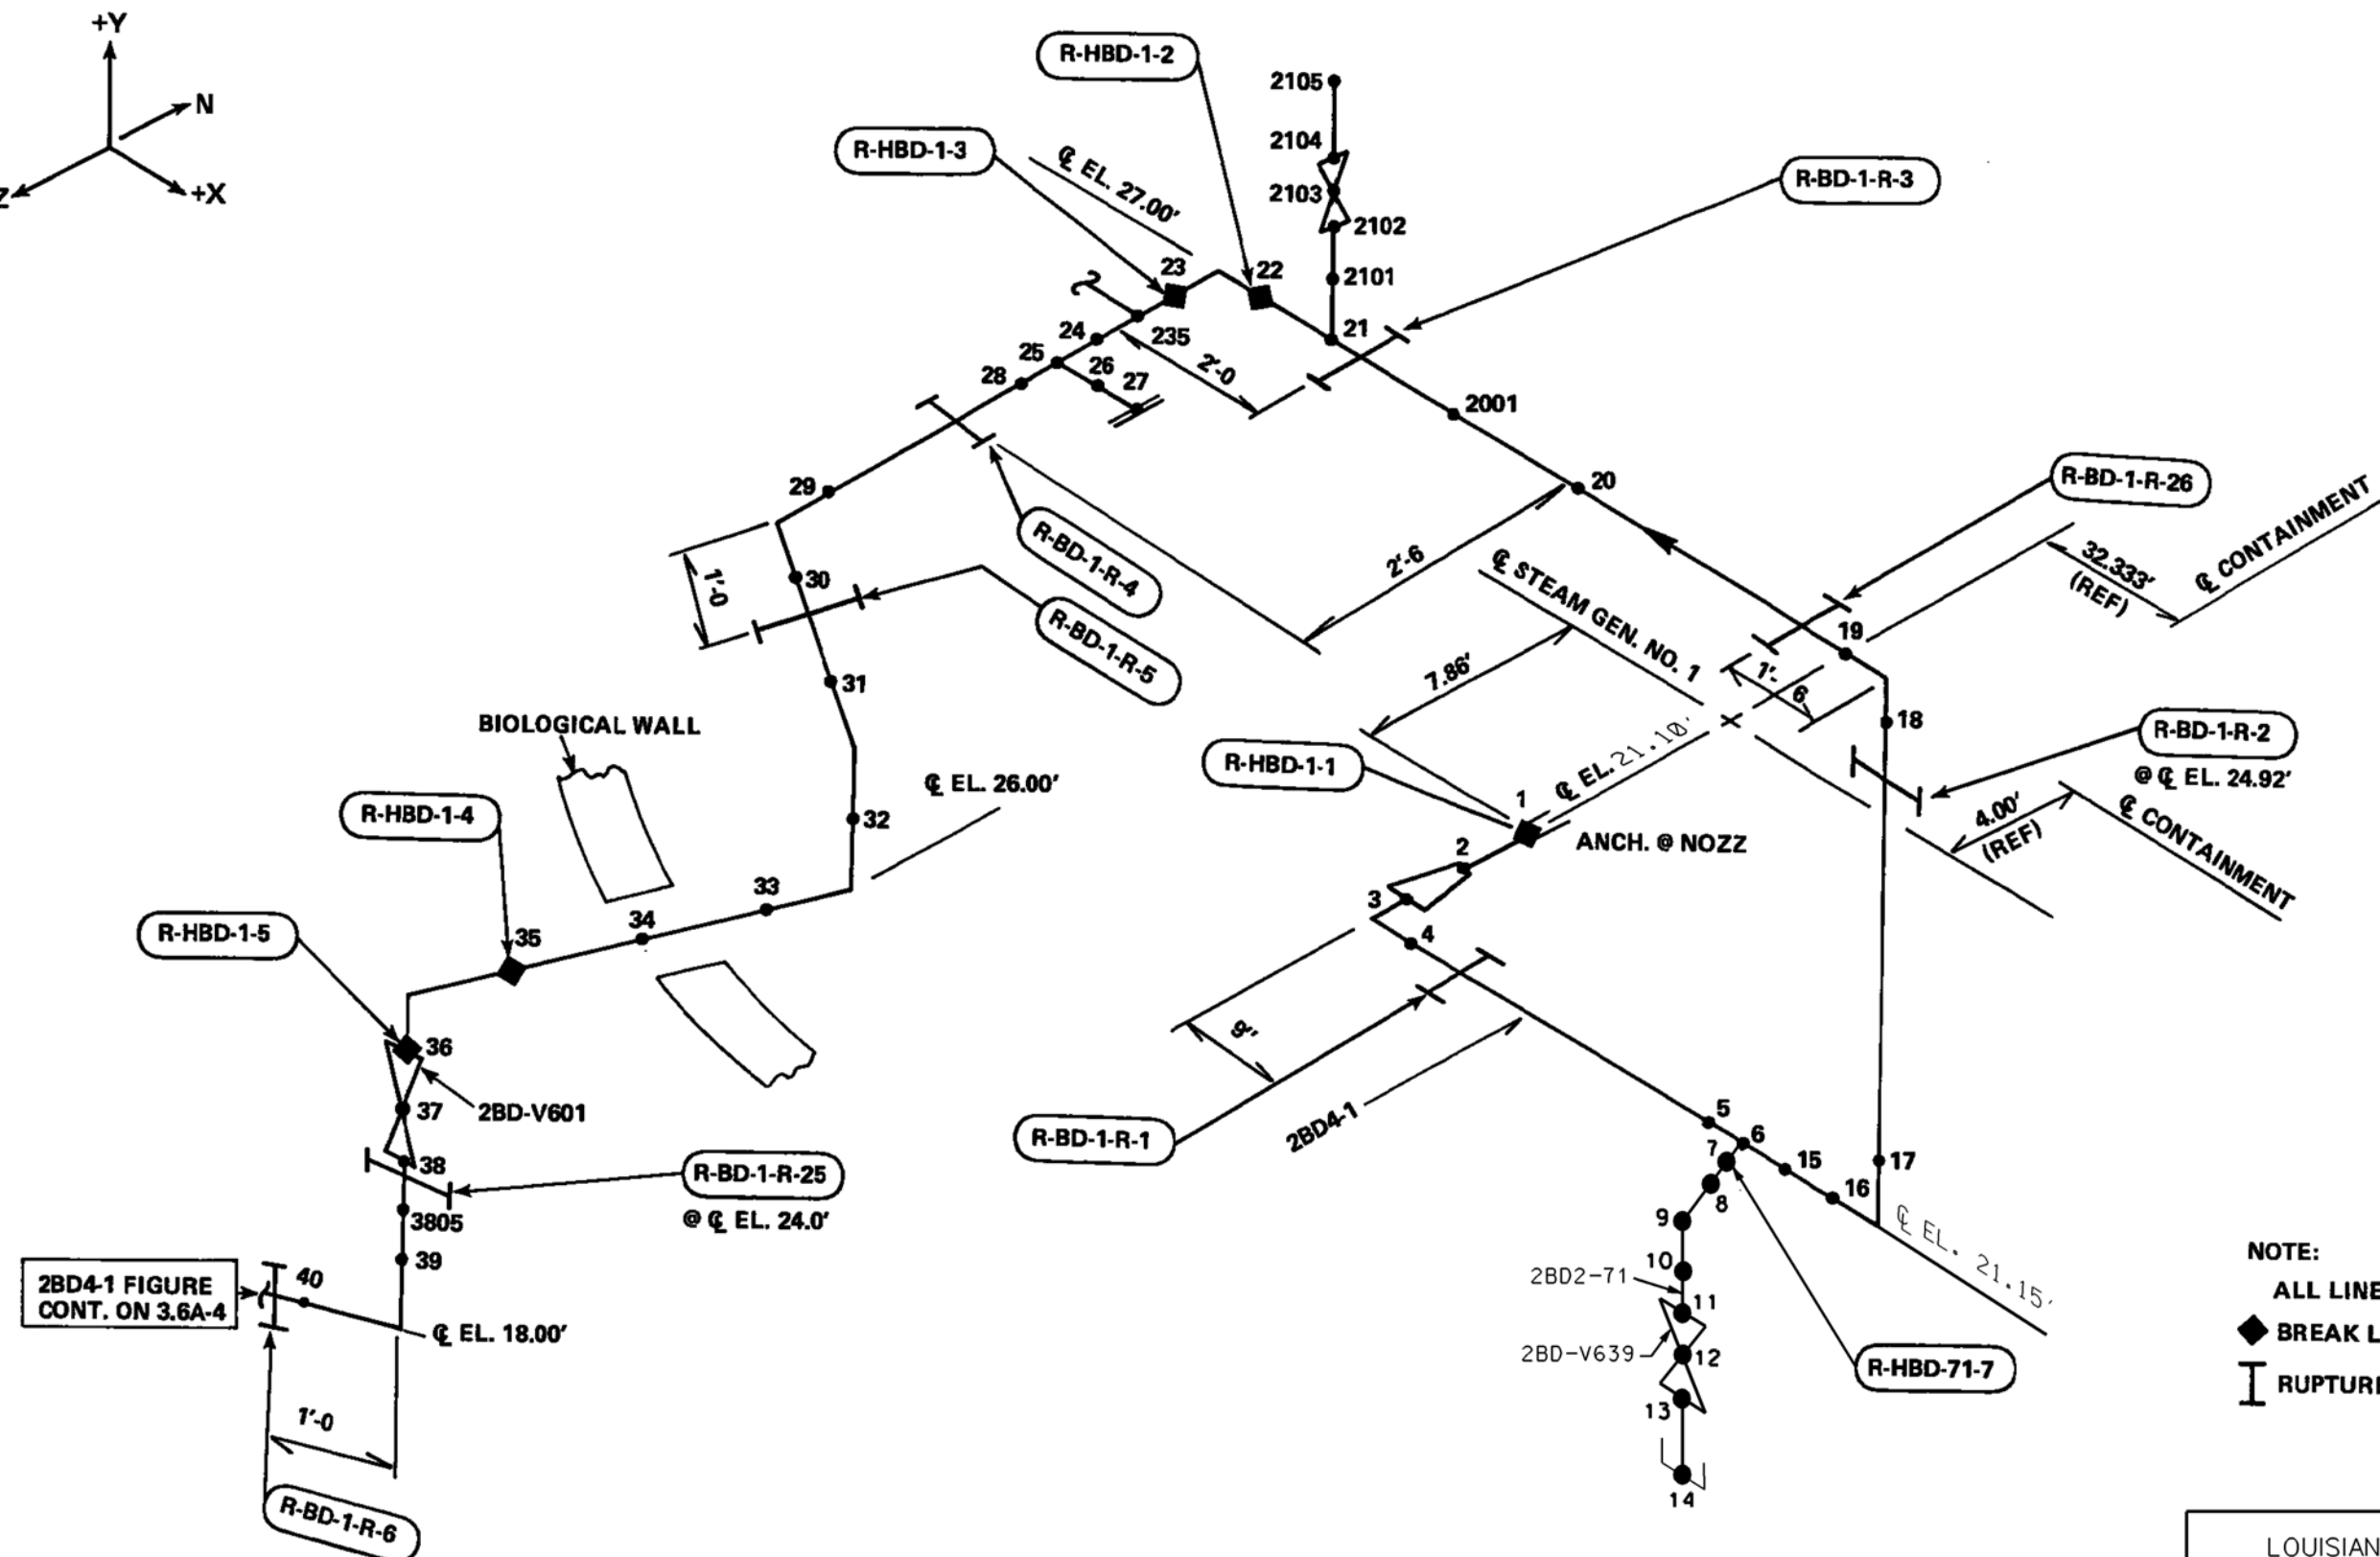 +Y
N
+X
Z
R-HBD-1-2
R-HBD-1-3
℄ EL. 27.00'
2105
2104
2103
2102
2101
R-BD-1-R-3
23
22
21
235
24
25
26
27
28
2'-0
2001
20
29
30
1'-0
R-BD-1-R-4
R-BD-1-R-5
2'-6
R-BD-1-R-26
32.333'
(REF)
℄ CONTAINMENT
℄ STEAM GEN. NO. 1
7.86'
19
1'-6
18
R-BD-1-R-2
@ ℄ EL. 24.92'
4.00'
(REF)
℄ CONTAINMENT
31
BIOLOGICAL WALL
R-HBD-1-4
℄ EL. 26.00'
32
33
34
35
R-HBD-1-1
℄ EL. 21.10'
1
ANCH. @ NOZZ
2
3
4
R-HBD-1-5
36
2BD-V601
37
38
R-BD-1-R-25
@ ℄ EL. 24.0'
3805
39
40
2BD4-1 FIGURE
CONT. ON 3.6A-4
℄ EL. 18.00'
1'-0
R-BD-1-R-6
9"
R-BD-1-R-1
2BD4-1
5
6
7
8
9
10
15
16
17
℄ EL. 21.15'
2BD2-71
11
2BD-V639
12
13
14
R-HBD-71-7
NOTE:
ALL LINE
BREAK L
RUPTURE
LOUISIAN